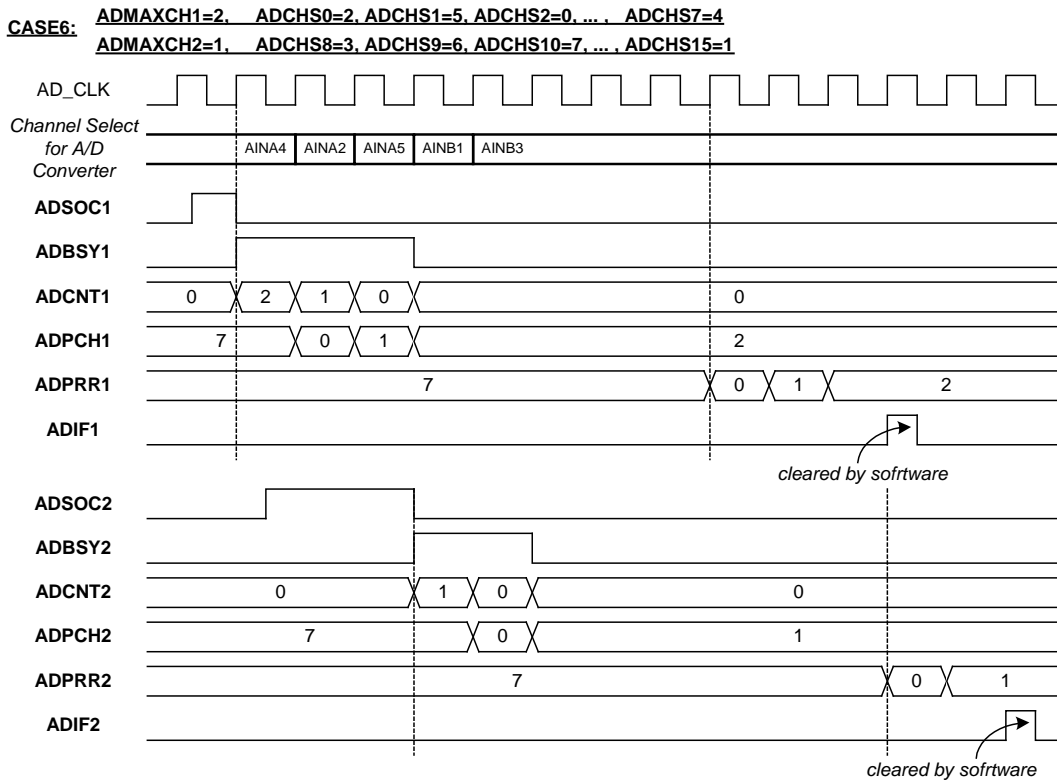 CASE6: ADMAXCH1=2, ADCHS0=2, ADCHS1=5, ADCHS2=0, ... , ADCHS7=4
ADMAXCH2=1, ADCHS8=3, ADCHS9=6, ADCHS10=7, ... , ADCHS15=1
AD_CLK
Channel Select
for A/D
Converter
AINA4 AINA2 AINA5 AINB1 AINB3
ADSOC1
ADBSY1
ADCNT1 0 2 1 0 0
ADPCH1 7 0 1 2
ADPRR1 7 0 1 2
ADIF1
cleared by sofrtware
ADSOC2
ADBSY2
ADCNT2 0 1 0 0
ADPCH2 7 0 1
ADPRR2 7 0 1
ADIF2
cleared by sofrtware